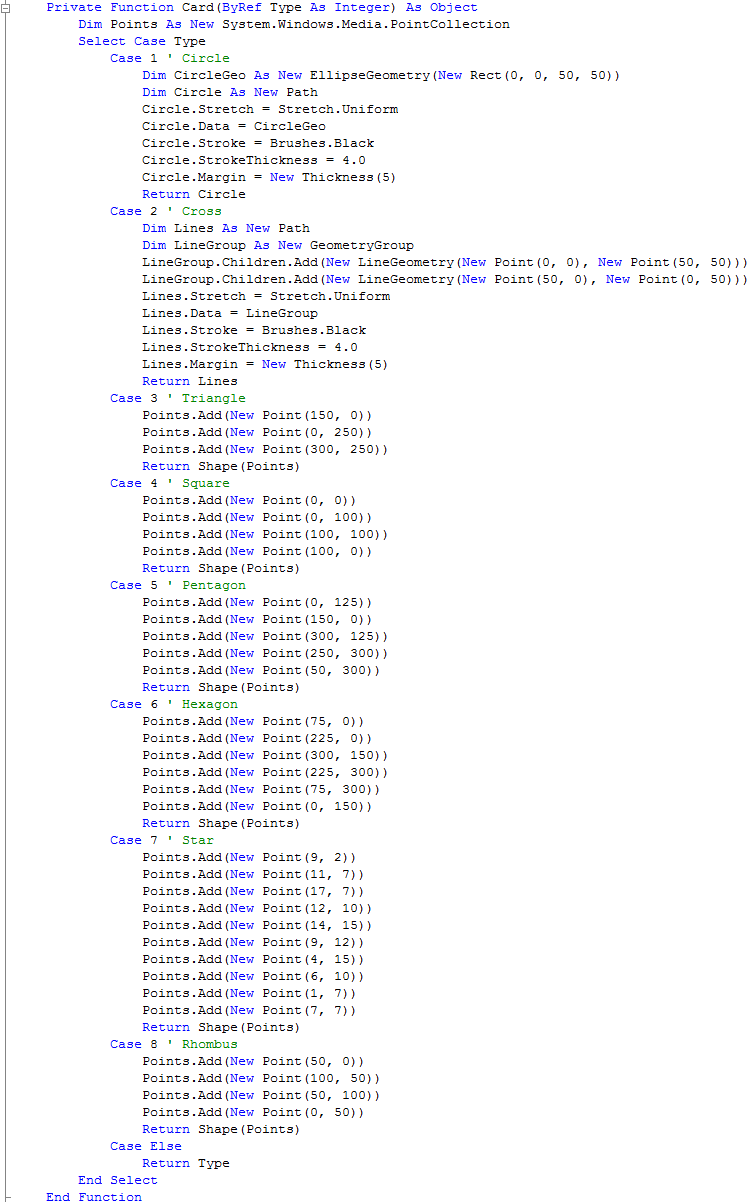 Private Function Card(ByRef Type As Integer) As Object
Dim Points As New System.Windows.Media.PointCollection
Select Case Type
Case 1 ' Circle
Dim CircleGeo As New EllipseGeometry(New Rect(0, 0, 50, 50))
Dim Circle As New Path
Circle.Stretch = Stretch.Uniform
Circle.Data = CircleGeo
Circle.Stroke = Brushes.Black
Circle.StrokeThickness = 4.0
Circle.Margin = New Thickness(5)
Return Circle
Case 2 ' Cross
Dim Lines As New Path
Dim LineGroup As New GeometryGroup
LineGroup.Children.Add(New LineGeometry(New Point(0, 0), New Point(50, 50)))
LineGroup.Children.Add(New LineGeometry(New Point(50, 0), New Point(0, 50)))
Lines.Stretch = Stretch.Uniform
Lines.Data = LineGroup
Lines.Stroke = Brushes.Black
Lines.StrokeThickness = 4.0
Lines.Margin = New Thickness(5)
Return Lines
Case 3 ' Triangle
Points.Add(New Point(150, 0))
Points.Add(New Point(0, 250))
Points.Add(New Point(300, 250))
Return Shape(Points)
Case 4 ' Square
Points.Add(New Point(0, 0))
Points.Add(New Point(0, 100))
Points.Add(New Point(100, 100))
Points.Add(New Point(100, 0))
Return Shape(Points)
Case 5 ' Pentagon
Points.Add(New Point(0, 125))
Points.Add(New Point(150, 0))
Points.Add(New Point(300, 125))
Points.Add(New Point(250, 300))
Points.Add(New Point(50, 300))
Return Shape(Points)
Case 6 ' Hexagon
Points.Add(New Point(75, 0))
Points.Add(New Point(225, 0))
Points.Add(New Point(300, 150))
Points.Add(New Point(225, 300))
Points.Add(New Point(75, 300))
Points.Add(New Point(0, 150))
Return Shape(Points)
Case 7 ' Star
Points.Add(New Point(9, 2))
Points.Add(New Point(11, 7))
Points.Add(New Point(17, 7))
Points.Add(New Point(12, 10))
Points.Add(New Point(14, 15))
Points.Add(New Point(9, 12))
Points.Add(New Point(4, 15))
Points.Add(New Point(6, 10))
Points.Add(New Point(1, 7))
Points.Add(New Point(7, 7))
Return Shape(Points)
Case 8 ' Rhombus
Points.Add(New Point(50, 0))
Points.Add(New Point(100, 50))
Points.Add(New Point(50, 100))
Points.Add(New Point(0, 50))
Return Shape(Points)
Case Else
Return Type
End Select
End Function